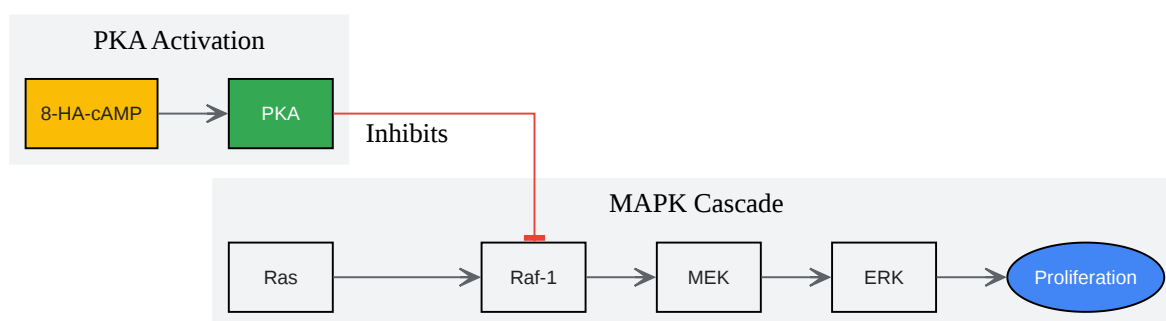 PKA Activation
8-HA-cAMP
PKA
Inhibits
MAPK Cascade
Ras
Raf-1
MEK
ERK
Proliferation